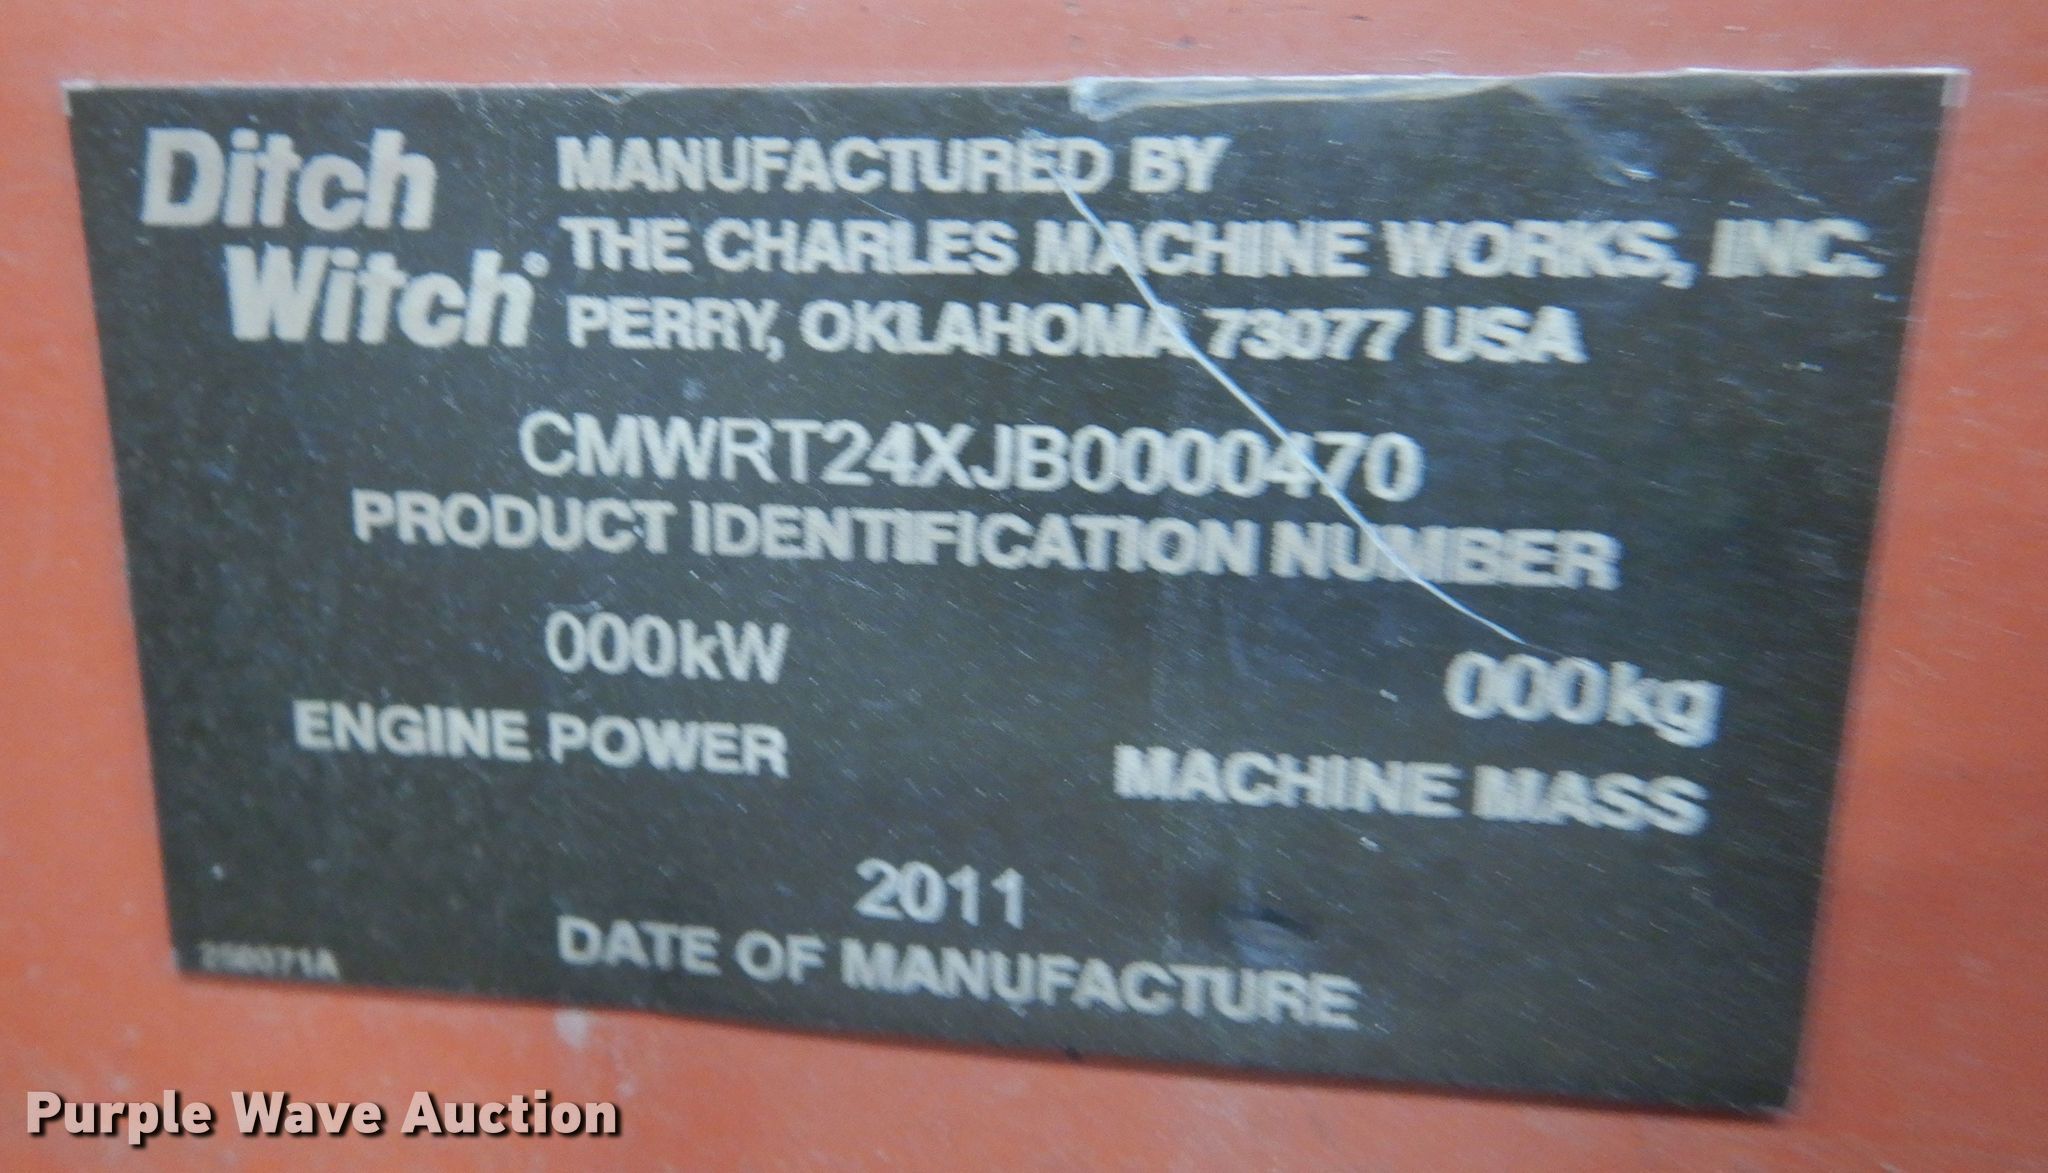 Ditch
Witch®
MANUFACTURED BY
THE CHARLES MACHINE WORKS, INC.
PERRY, OKLAHOMA 73077 USA
CMWRT24XJB0000470
PRODUCT IDENTIFICATION NUMBER
000kW
ENGINE POWER
000kg
MACHINE MASS
2011
DATE OF MANUFACTURE
Purple Wave Auction